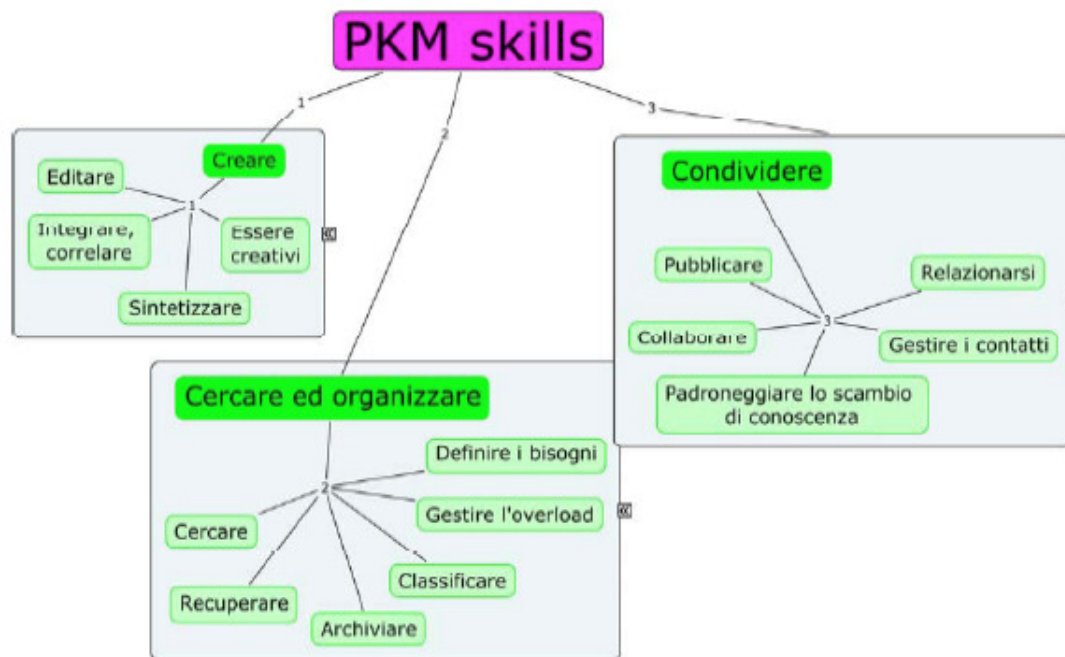 PKM skills
1
2
3
Creare
Editare
1
Integrare,
correlare
Essere
creativi
Sintetizzare
Cercare ed organizzare
Definire i bisogni
2
Gestire l'overload
Cercare
Classificare
Recuperare
Archiviare
Condividere
Pubblicare
Relazionarsi
3
Collaborare
Gestire i contatti
Padroneggiare lo scambio
di conoscenza